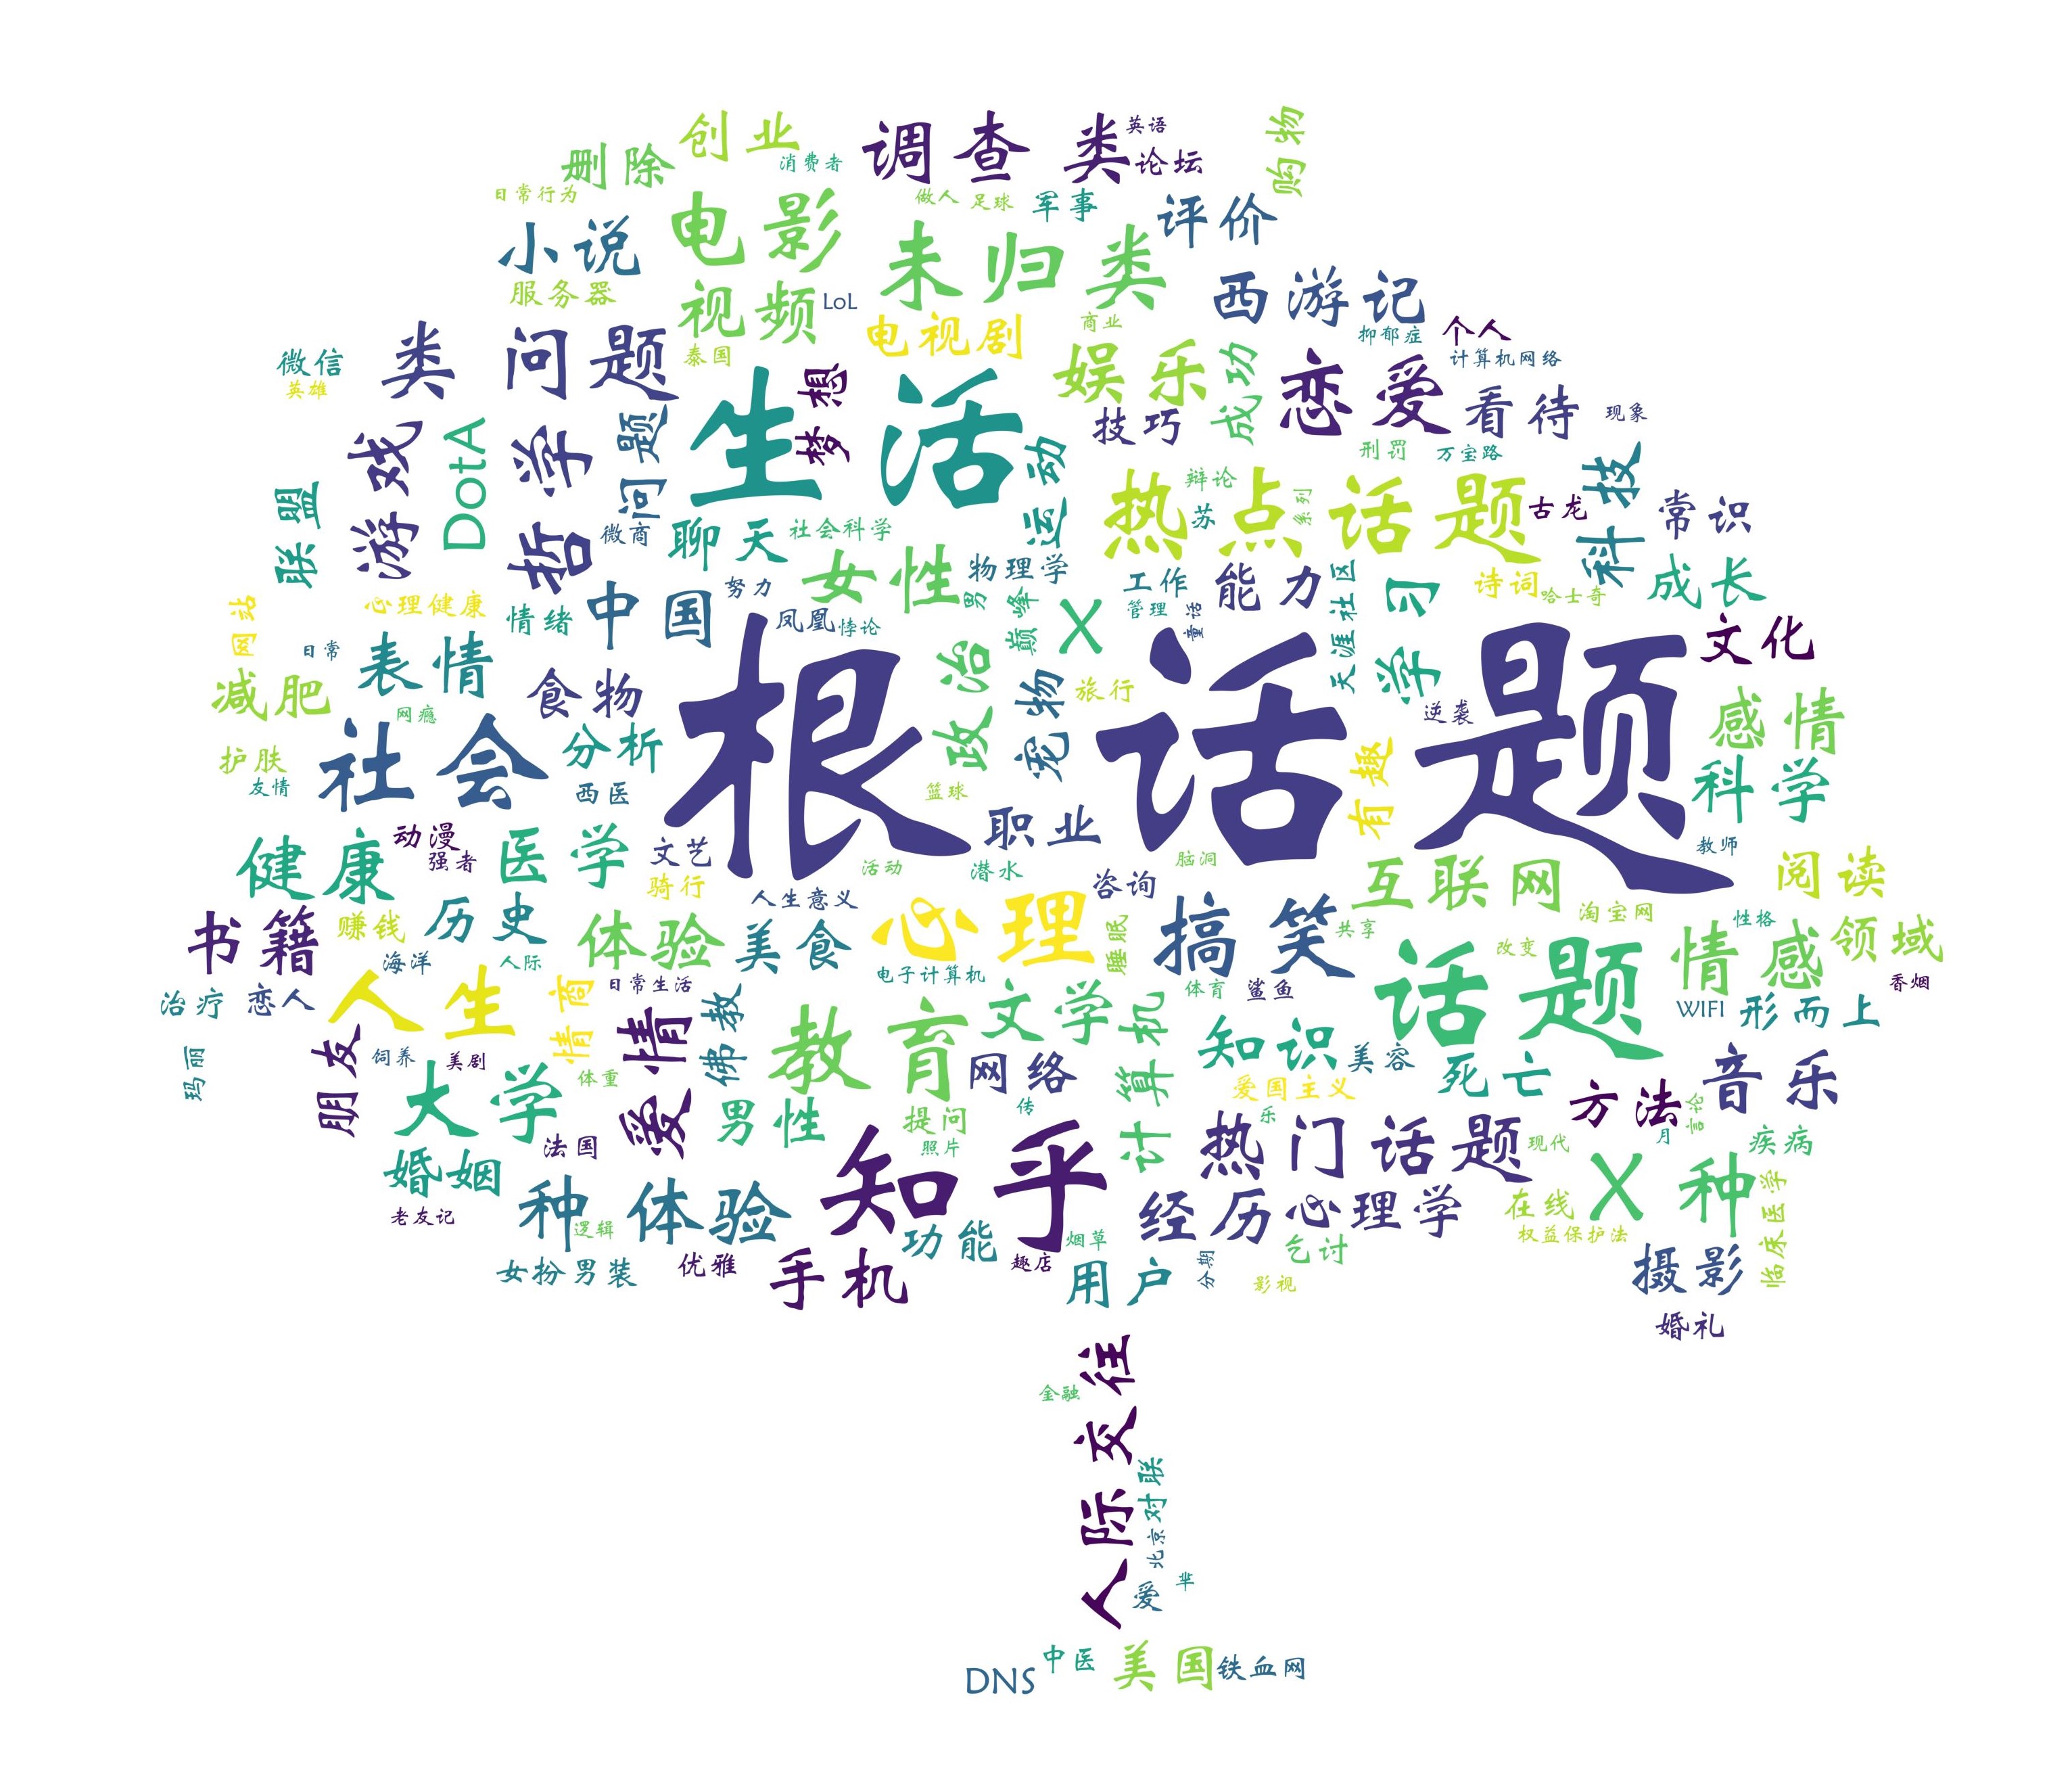 创业
调查类
英语
购物
删除
消费者
论坛
日常行为
电影
做人
足球
军事
评价
小说
未归类
服务器
视频
LoL
西游记
电视剧
商业
抑郁症
个人
微信
类问题
泰国
娱乐
成功
计算机网络
英雄
生活
梦想
恋爱
看待
现象
技巧
游戏
DotA
哲学
问题
运动
刑罚
万宝路
科技
联盟
热点话题
辩论
苏
系列
古龙
常识
微商
聊天
社会科学
女性
物理学
男
工作
能力
天涯社区
学习
诗词
哈士奇
成长
网站
心理健康
情绪
中国
努力
凤凰
悖论
巅峰
X
管理
童话
文化
日常
表情
根话题
政治
宠物
旅行
减肥
食物
网瘾
逆袭
感情
社会
分析
护肤
友情
西医
篮球
有趣
科学
职业
健康
动漫
强者
医学
文艺
活动
潜水
脑洞
教师
骑行
人生意义
咨询
互联网
阅读
书籍
赚钱
历史
体验
美食
心理
睡眠
搞笑
共享
淘宝网
性格
情感
领域
海洋
人际
电子计算机
话题
改变
香烟
治疗
恋人
人生
情商
日常生活
佛教
体育
鲨鱼
WIFI
形而上
爱情
教育
文学
计算机
知识
美容
死亡
玛丽
朋友
饲养
美剧
大学
体重
网络
爱国主义
方法
音乐
言论
男性
提问
传
乐
月
法国
照片
知乎
热门话题
现代
疾病
婚姻
种体验
逻辑
经历
心理学
在线
X
种
临床医学
老友记
功能
烟草
乞讨
权益保护法
女扮男装
优雅
手机
趣店
用户
分期
影视
摄影
婚礼
人际交往
金融
对联
北京
爱
芈
DNS
中医
美国
铁血网